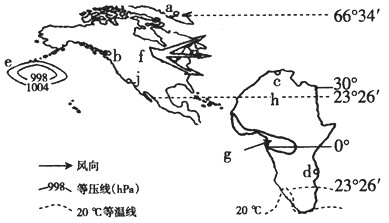 a
66°34′
e
b
f
998
1004
j
c
30°
h
23°26′
g
0°
d
23°26′
20 ℃
风向
998 等压线(hPa)
20 ℃等温线